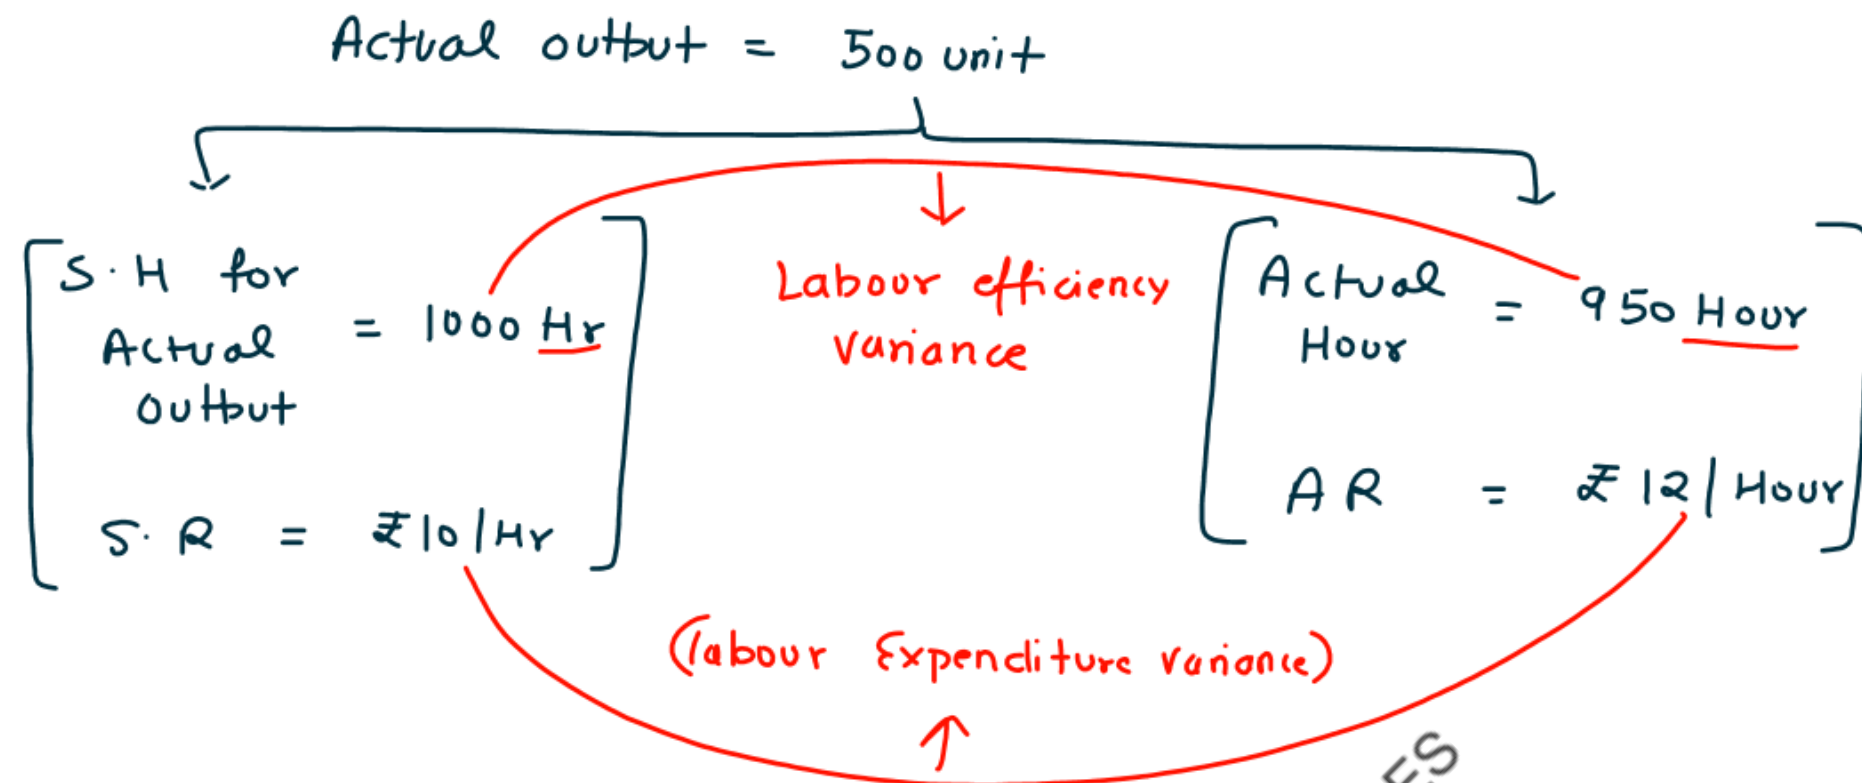 Actual output = 500 unit
S.H for Actual output = 1000 Hr
S.R = ₹10/Hr
Labour efficiency
variance
Actual Hour = 950 Hour
AR = ₹12/Hour
(labour Expenditure variance)
ES